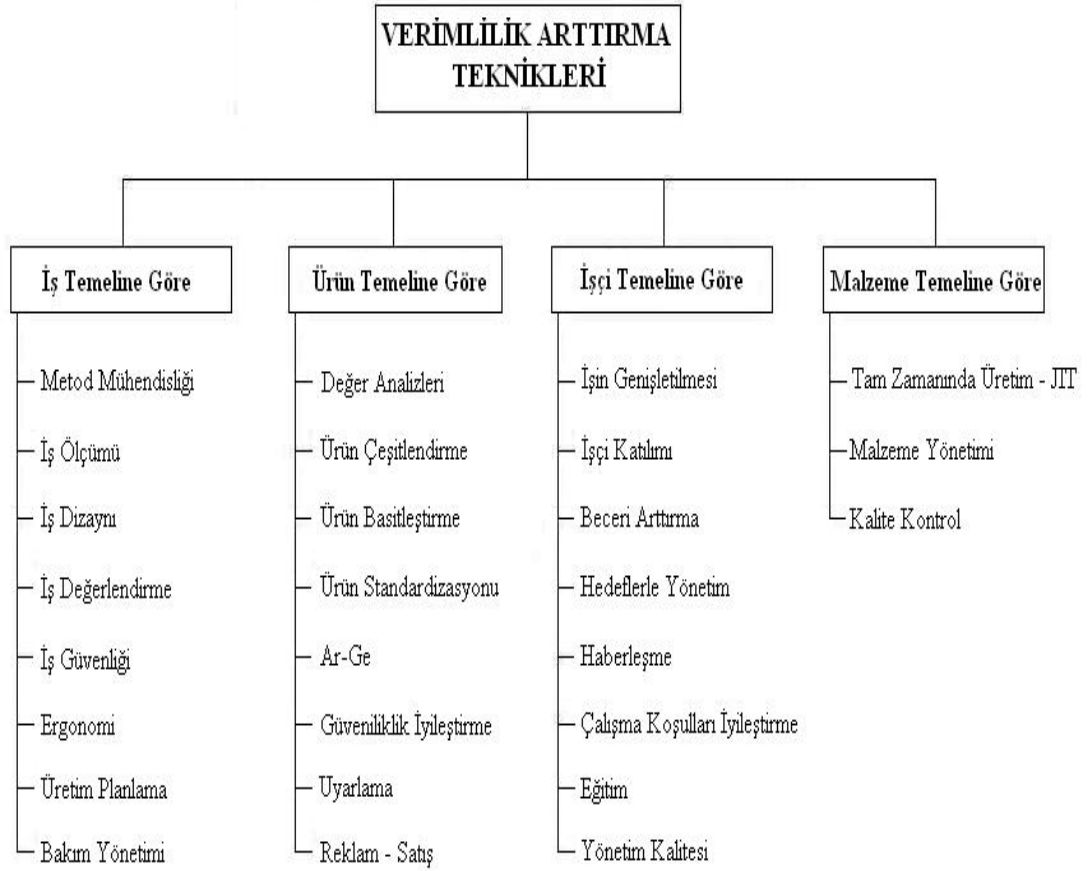 VERİMLİLİK ARTTIRMA
TEKNİKLERİ
İş Temeline Göre
Metod Mühendisliği
İş Ölçümü
İş Dizaynı
İş Değerlendirme
İş Güvenliği
Ergonomi
Üretim Planlama
Bakım Yönetimi
Ürün Temeline Göre
Değer Analizleri
Ürün Çeşitlendirme
Ürün Basitleştirme
Ürün Standardizasyonu
Ar-Ge
Güveniliklik İyileştirme
Uyarlama
Reklam - Satış
İşçi Temeline Göre
İşin Genişletilmesi
İşçi Katılımı
Beceri Arttırma
Hedeflerle Yönetim
Haberleşme
Çalışma Koşulları İyileştirme
Eğitim
Yönetim Kalitesi
Malzeme Temeline Göre
Tam Zamanında Üretim - JIT
Malzeme Yönetimi
Kalite Kontrol